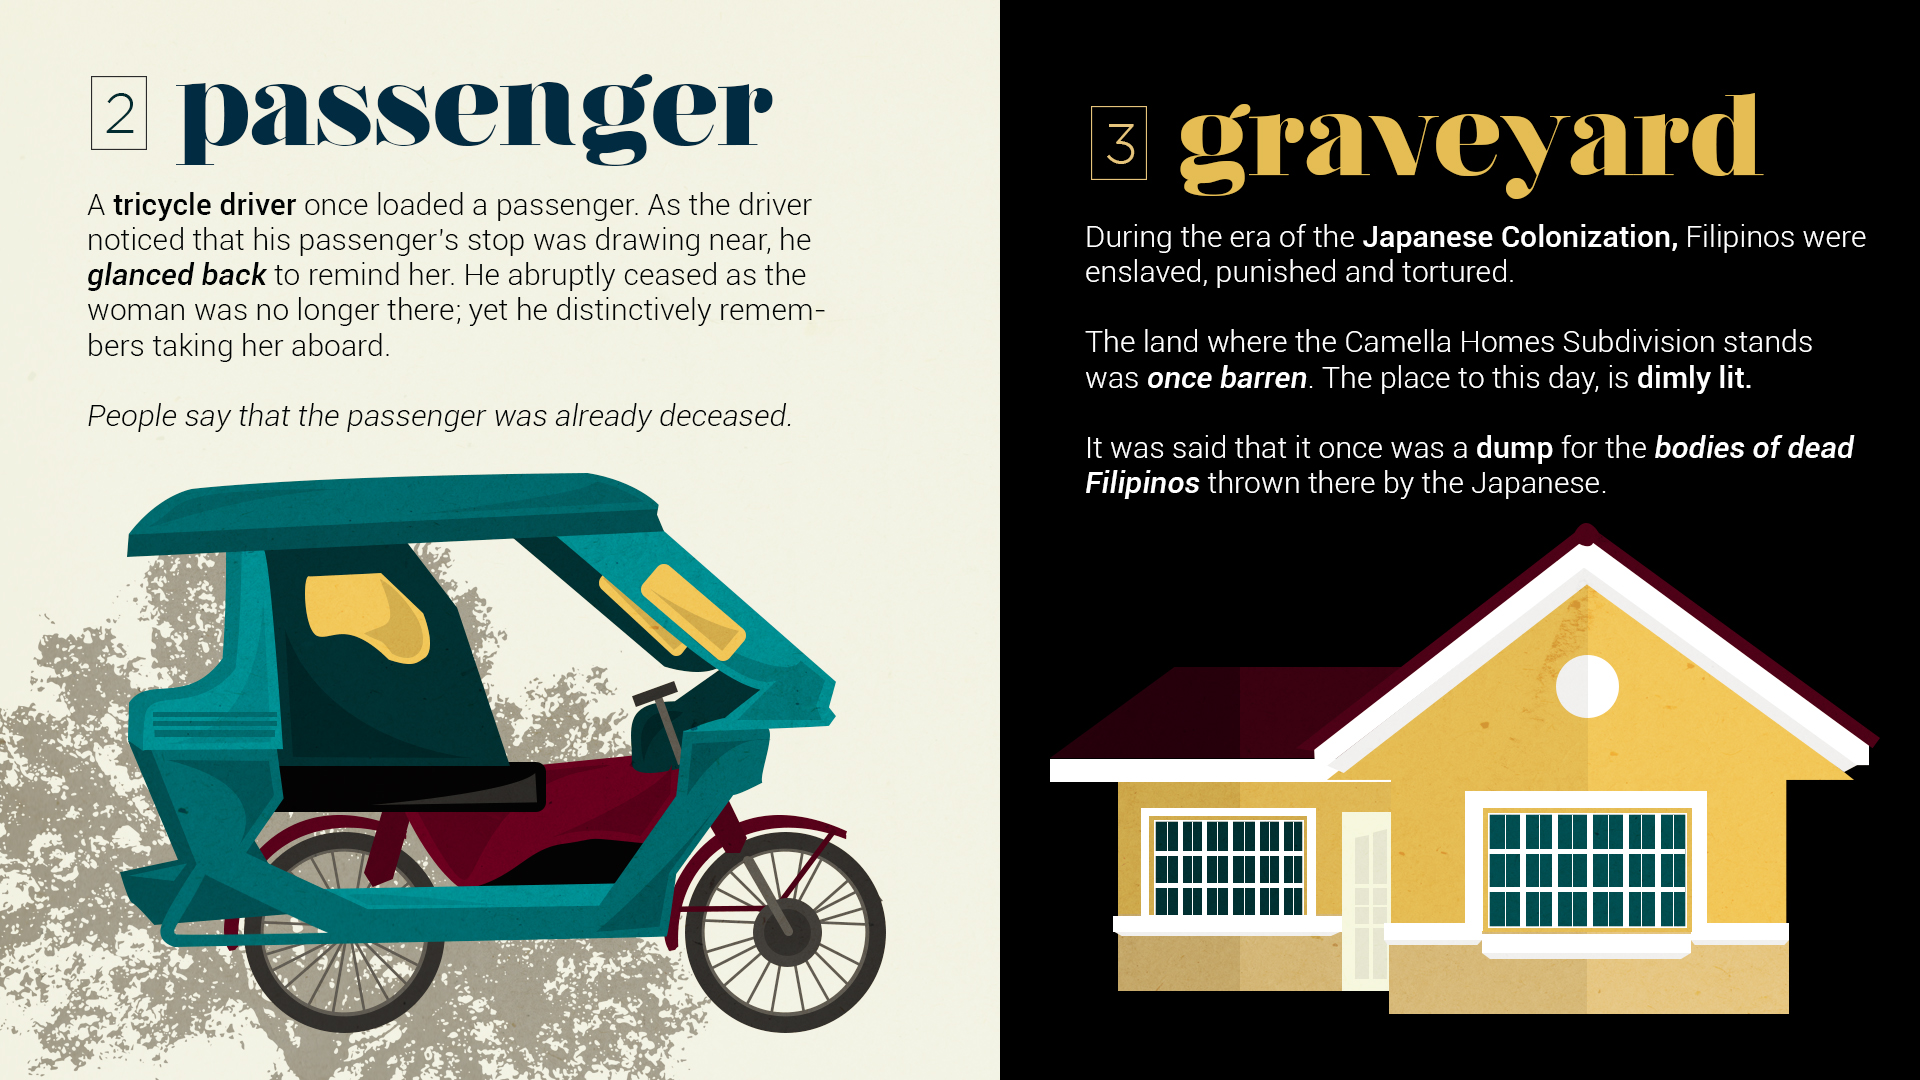 2 passenger
A tricycle driver once loaded a passenger. As the driver
noticed that his passenger's stop was drawing near, he
glanced back to remind her. He abruptly ceased as the
woman was no longer there; yet he distinctively remem-
bers taking her aboard.
People say that the passenger was already deceased.
3 graveyard
During the era of the Japanese Colonization, Filipinos were
enslaved, punished and tortured.
The land where the Camella Homes Subdivision stands
was once barren. The place to this day, is dimly lit.
It was said that it once was a dump for the bodies of dead
Filipinos thrown there by the Japanese.